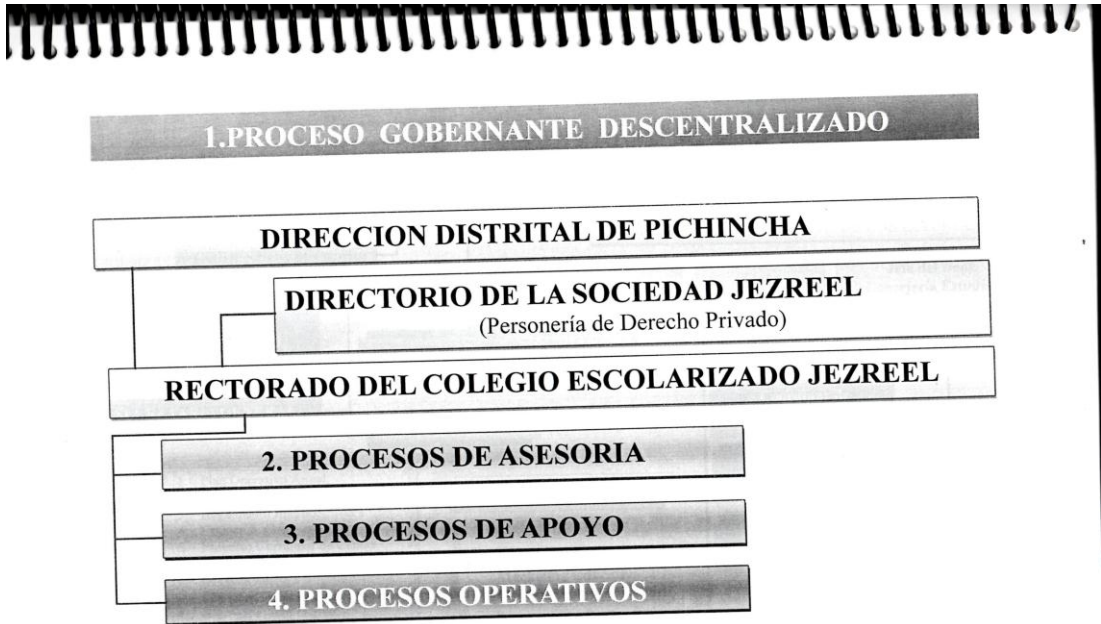 1.PROCESO GOBERNANTE DESCENTRALIZADO
DIRECCION DISTRITAL DE PICHINCHA
DIRECTORIO DE LA SOCIEDAD JEZREEL
(Personería de Derecho Privado)
RECTORADO DEL COLEGIO ESCOLARIZADO JEZREEL
2. PROCESOS DE ASESORIA
3. PROCESOS DE APOYO
4. PROCESOS OPERATIVOS